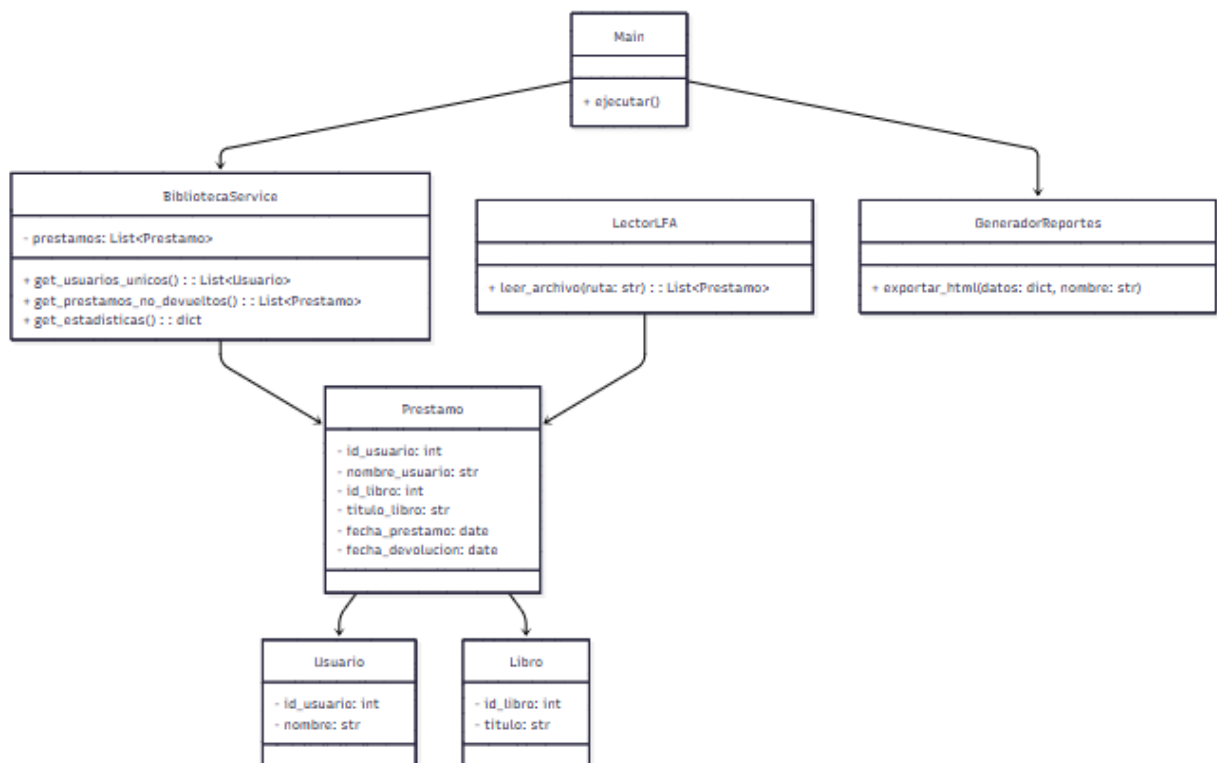 Main
+ ejecutar()
BibliotecaService
- prestamos: List<Prestamo>
+ get_usuarios_unicos() : : List<Usuario>
+ get_prestamos_no_devueltos() : : List<Prestamo>
+ get_estadisticas() : : dict
LectorLFA
+ leer_archivo(ruta: str) : : List<Prestamo>
GeneradorReportes
+ exportar_html(datos: dict, nombre: str)
Prestamo
- id_usuario: int
- nombre_usuario: str
- id_libro: int
- titulo_libro: str
- fecha_prestamo: date
- fecha_devolucion: date
Usuario
- id_usuario: int
- nombre: str
Libro
- id_libro: int
- titulo: str